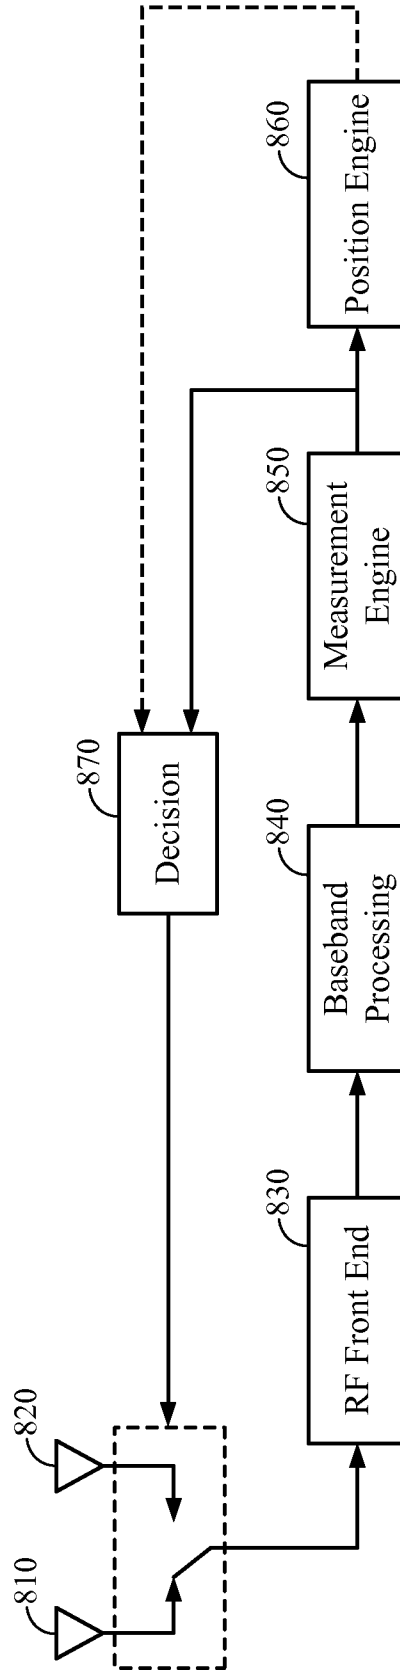 810
820
870
Decision
830
RF Front End
840
Baseband
Processing
850
Measurement
Engine
860
Position Engine